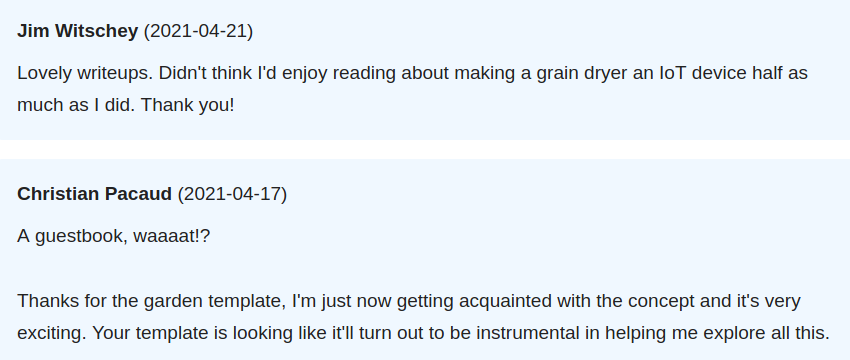 Jim Witschey (2021-04-21)
Lovely writeups. Didn't think I'd enjoy reading about making a grain dryer an IoT device half as
much as I did. Thank you!
Christian Pacaud (2021-04-17)
A guestbook, waaaat!?
Thanks for the garden template, I'm just now getting acquainted with the concept and it's very
exciting. Your template is looking like it'll turn out to be instrumental in helping me explore all this.